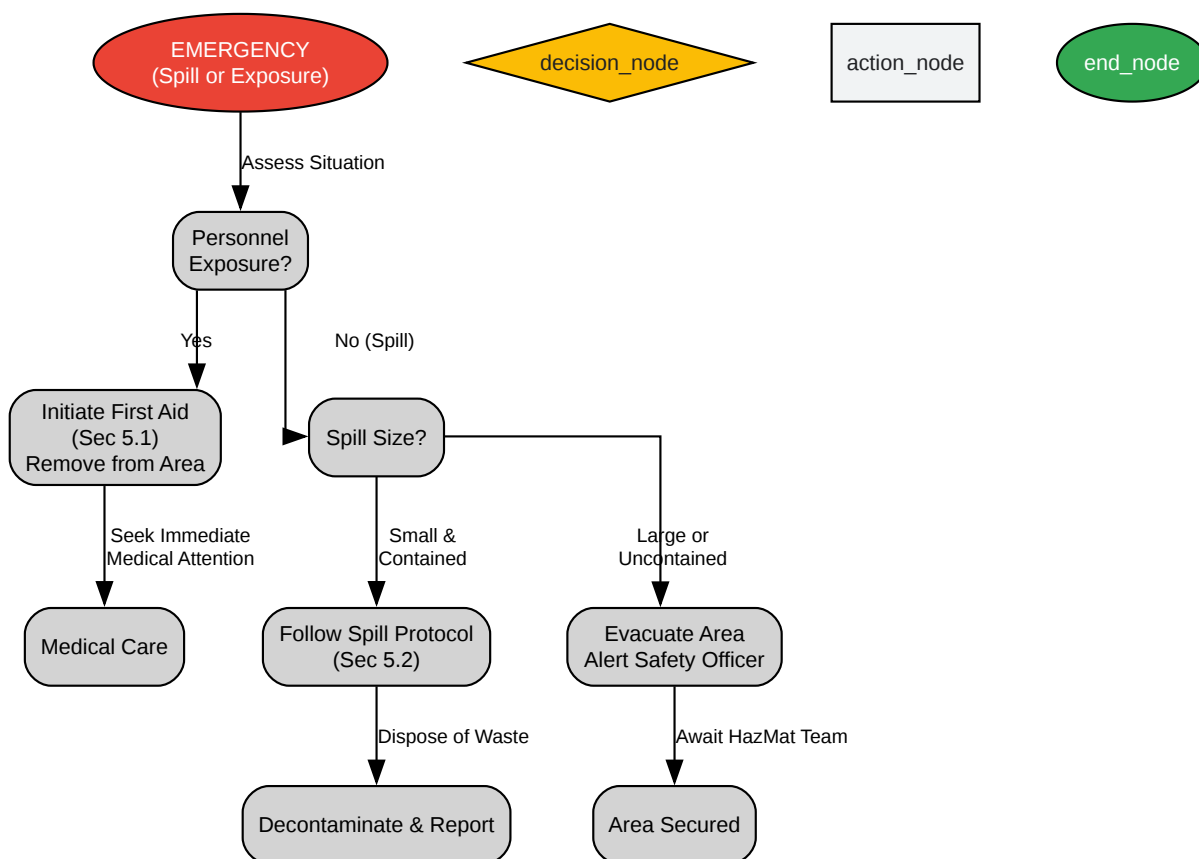 EMERGENCY
(Spill or Exposure)
decision_node
action_node
end_node
Assess Situation
Personnel
Exposure?
Yes
No (Spill)
Initiate First Aid
(Sec 5.1)
Remove from Area
Spill Size?
Seek Immediate
Medical Attention
Small &
Contained
Large or
Uncontained
Medical Care
Follow Spill Protocol
(Sec 5.2)
Evacuate Area
Alert Safety Officer
Dispose of Waste
Await HazMat Team
Decontaminate & Report
Area Secured